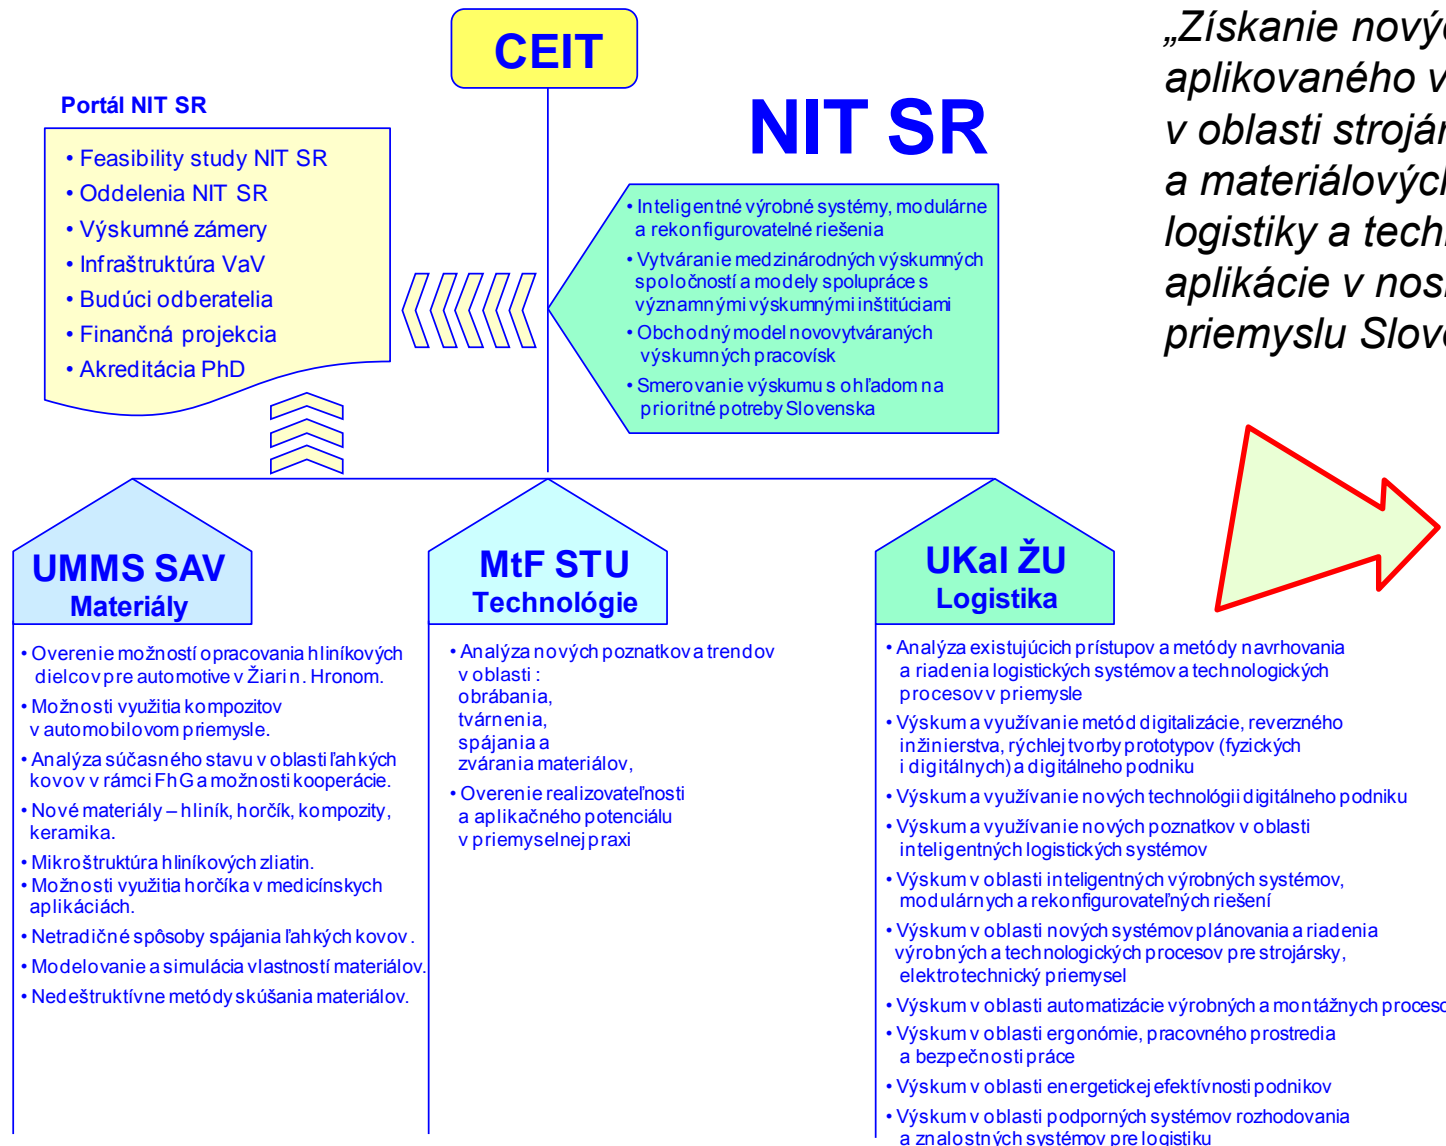 CEIT
NIT SR
Portál NIT SR
• Feasibility study NIT SR
• Oddelenia NIT SR
• Výskumné zámery
• Infraštruktúra VaV
• Budúci odberatelia
• Finančná projekcia
• Akreditácia PhD
• Inteligentné výrobné systémy, modulárne
a rekonfigurovatelné riešenia
• Vytváranie medzinárodných výskumných
spoločností a modely spolupráce s
významnými výskumnými inštitúciami
• Obchodný model novovytváraných
výskumných pracovísk
• Smerovanie výskumu s ohľadom na
prioritné potreby Slovenska
„Získanie
aplikovaného
v oblasti
a
logistiky a
aplikácie v
priemyslu
UMMS SAV
Materiály
• Overenie možností opracovania hliníkových
dielcov pre automotive v Žiari n. Hronom.
• Možnosti využitia kompozitov
v automobilovom priemysle.
• Analýza súčasného stavu v oblasti ľahkých
kovov v rámci FhG a možnosti kooperácie.
• Nové materiály – hliník, horčík, kompozity,
keramika.
• Mikroštruktúra hliníkových zliatin.
• Možnosti využitia horčíka v medicínskych
aplikáciách.
• Netradičné spôsoby spájania ľahkých kovov.
• Modelovanie a simulácia vlastností materiálov.
• Nedeštruktívne metódy skúšania materiálov.
MtF STU
Technológie
• Analýza nových poznatkov a trendov
v oblasti :
obrábania,
tvárnenia,
spájania a
zvárania materiálov,
• Overenie realizovateľnosti
a aplikačného potenciálu
v priemyselnej praxi
UKaI ŽU
Logistika
• Analýza existujúcich prístupov a metódy navrhovania
a riadenia logistických systémov a technologických
procesov v priemysle
• Výskum a využívanie metód digitalizácie, reverzného
inžinierstva, rýchlej tvorby prototypov (fyzických
i digitálnych) a digitálneho podniku
• Výskum a využívanie nových technológii digitálneho podniku
• Výskum a využívanie nových poznatkov v oblasti
inteligentných logistických systémov
• Výskum v oblasti inteligentných výrobných systémov,
modulárnych a rekonfigurovateľných riešení
• Výskum v oblasti nových systémov plánovania a riadenia
výrobných a technologických procesov pre strojársky,
elektrotechnický priemysel
• Výskum v oblasti automatizácie výrobných a montážnych
• Výskum v oblasti ergonómie, pracovného prostredia
a bezpečnosti práce
• Výskum v oblasti energetickej efektívnosti podnikov
• Výskum v oblasti podporných systémov rozhodovania
a znalostných systémov pre logistiku